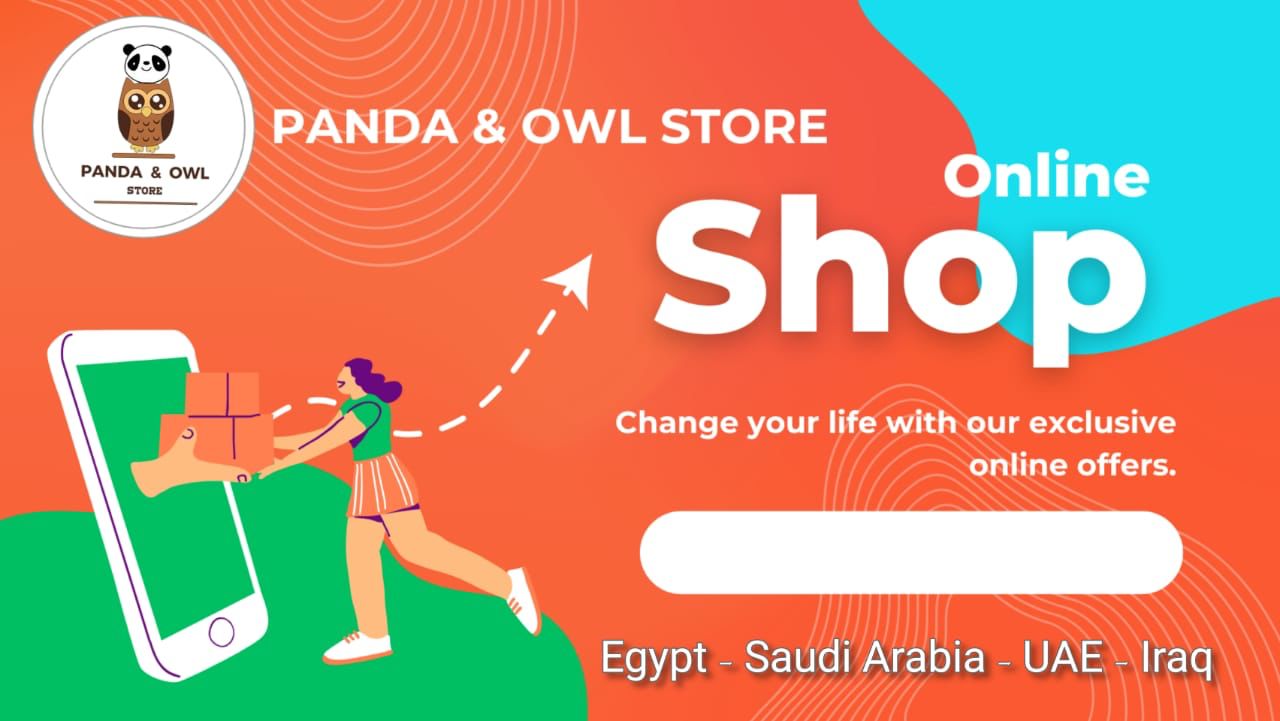 PANDA & OWL
STORE
PANDA & OWL STORE
Online
Shop
Change your life with our exclusive
online offers.
Egypt - Saudi Arabia - UAE - Iraq